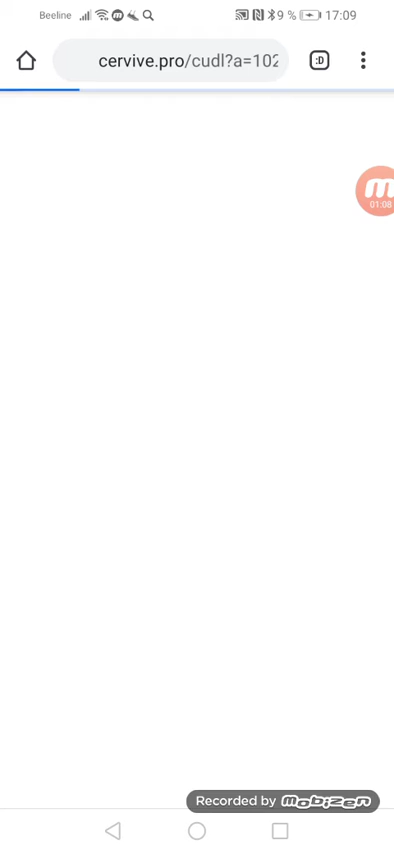 Beeline 9 % 17:09
cervive.pro/cudl?a=102
:D
m
01:08
Recorded by mobizen